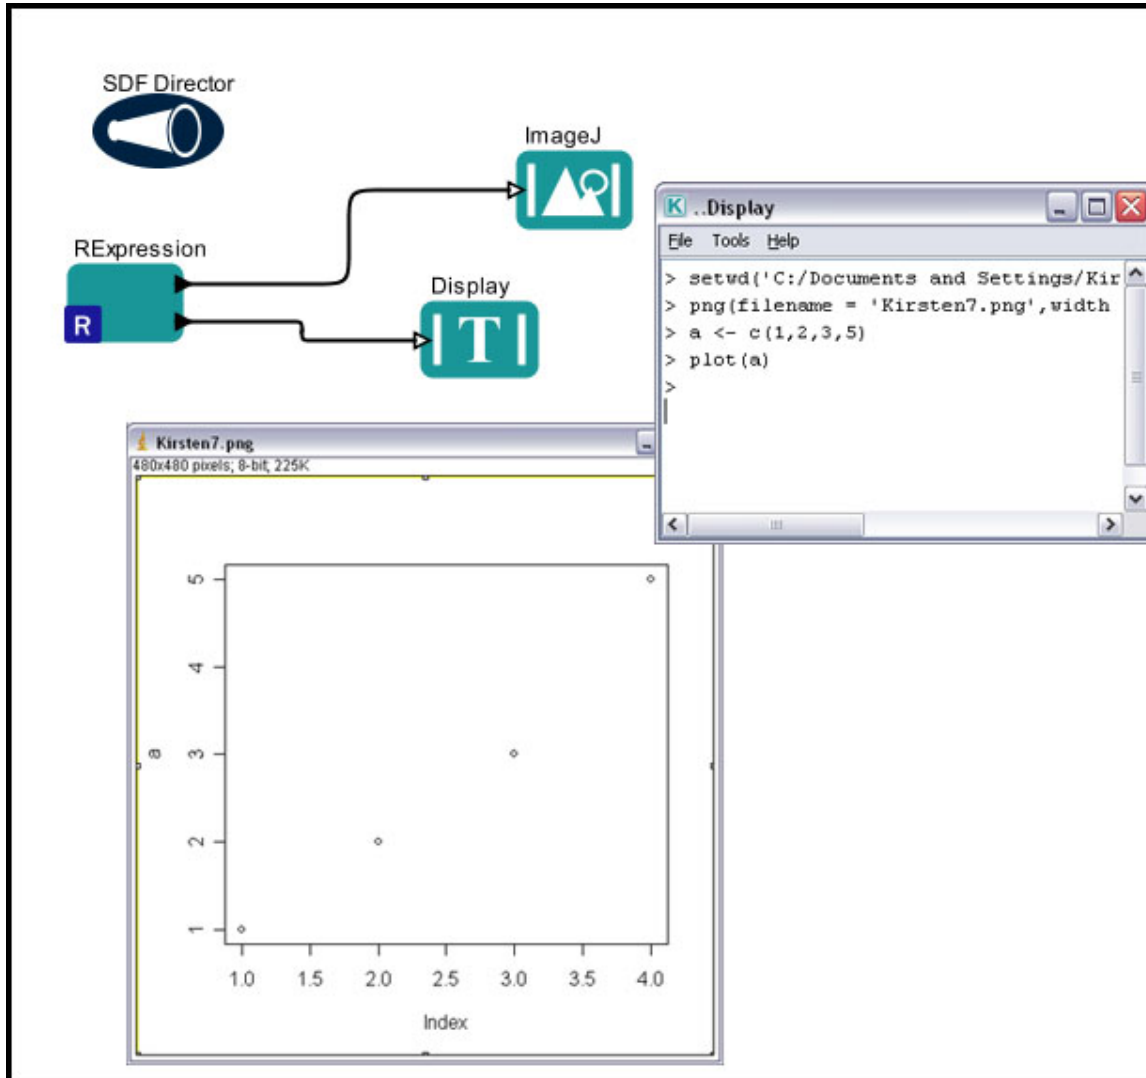 SDF Director
ImageJ
RExpression
R
Display
T
K ..Display
File Tools Help
> setwd('C:/Documents and Settings/Kir
> png(filename = 'Kirsten7.png',width
> a <- c(1,2,3,5)
> plot(a)
>
Kirsten7.png
480x480 pixels; 8-bit; 225K
5
4
3
2
1
a
1.0 1.5 2.0 2.5 3.0 3.5 4.0
Index